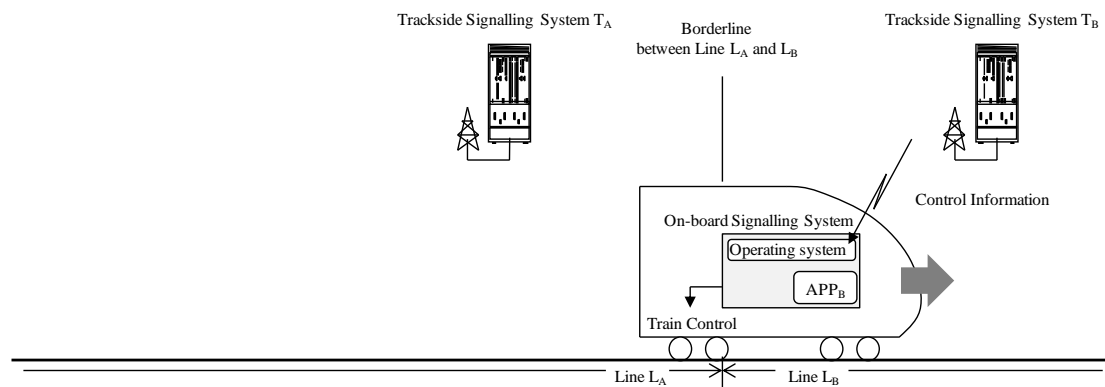 Trackside Signalling System T_A
Trackside Signalling System T_B
Borderline
between Line L_A and L_B
Control Information
On-board Signalling System
Operating system
APP_B
Train Control
Line L_A
Line L_B